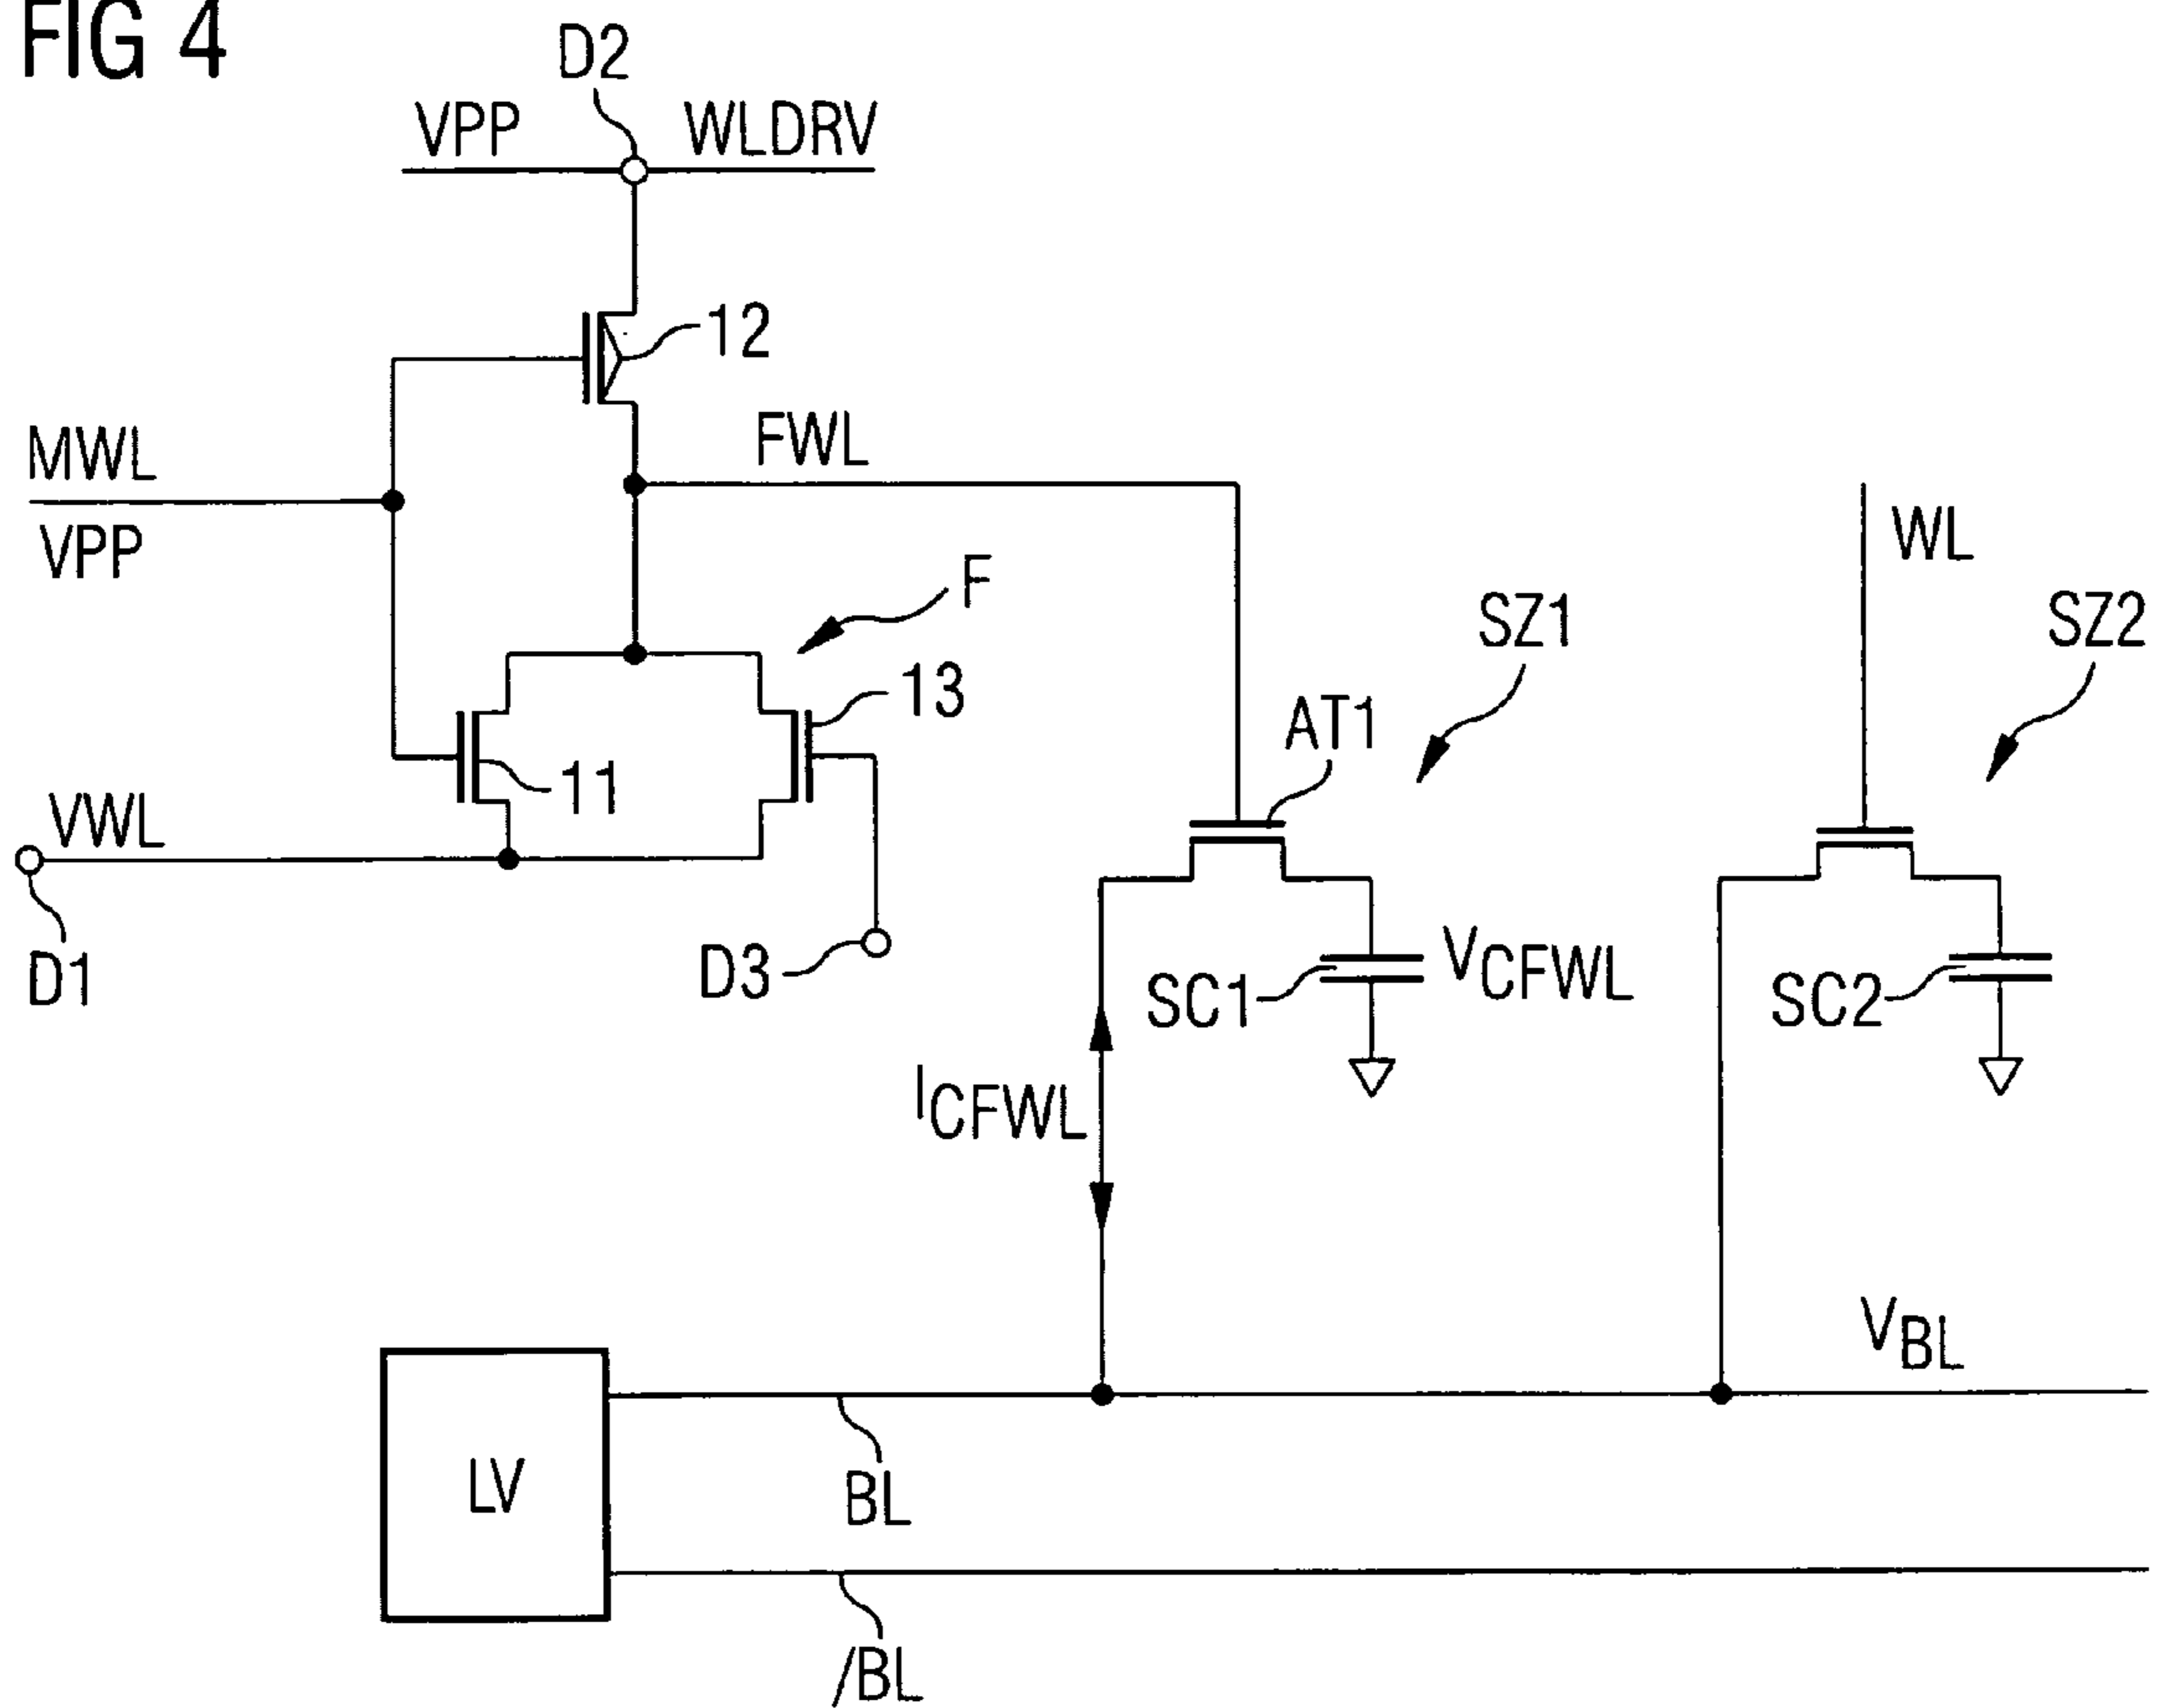 FIG 4
D2
VPP
WLDRV
12
MWL
FWL
VPP
WL
F
SZ1
SZ2
13
AT1
11
VWL
D1
D3
SC1
VCFWL
SC2
ICFWL
VBL
LV
BL
/BL